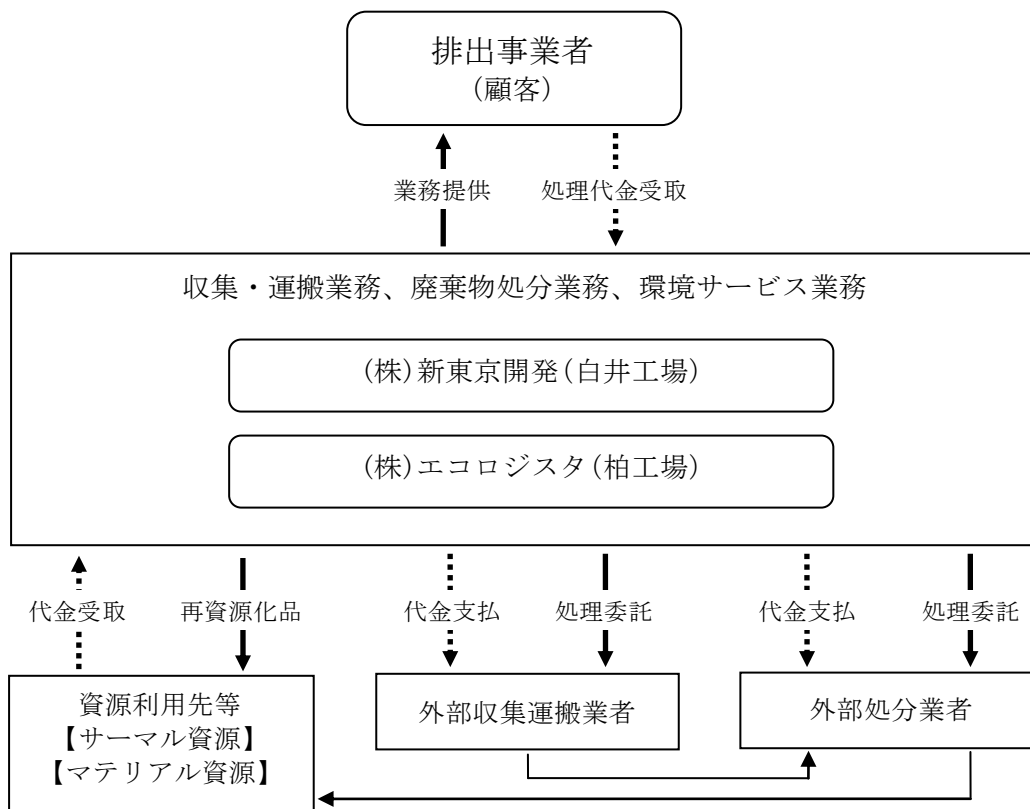 排出事業者
(顧客)
業務提供
処理代金受取
収集・運搬業務、廃棄物処分業務、環境サービス業務
(株)新東京開発(白井工場)
(株)エコロジスタ(柏工場)
代金受取
再資源化品
代金支払
処理委託
代金支払
処理委託
資源利用先等
【サーマル資源】
【マテリアル資源】
外部収集運搬業者
外部処分業者